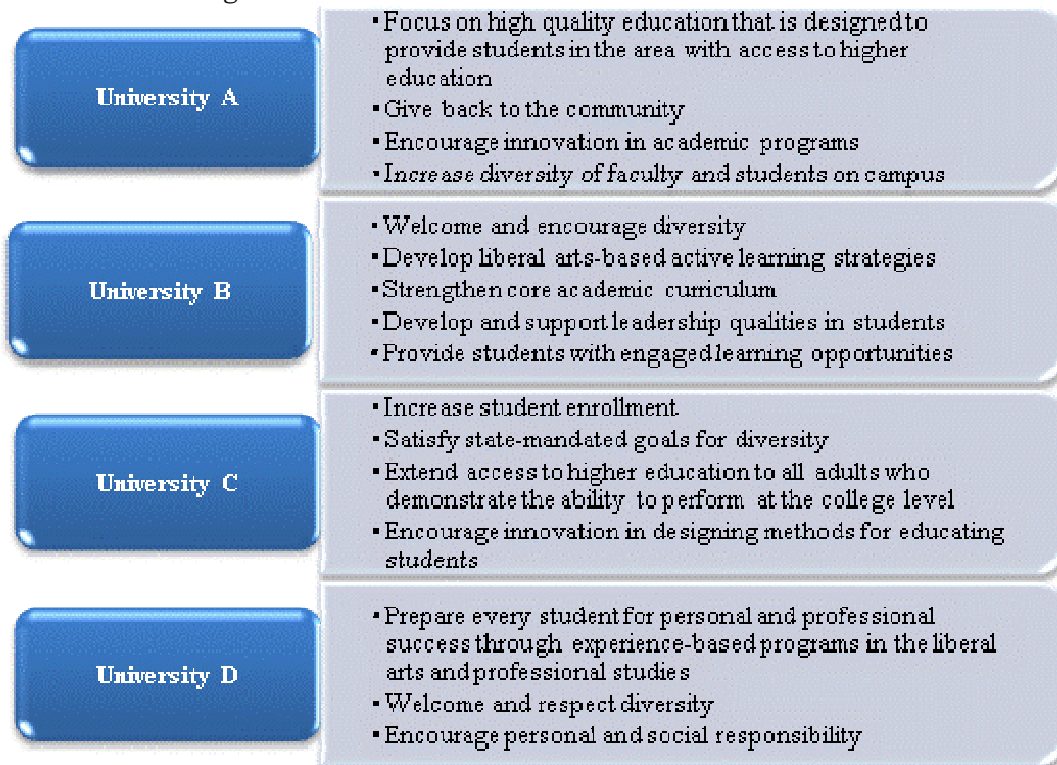 University A
▪ Focus on high quality education that is designed to
provide students in the area with access to higher
education
▪ Give back to the community
▪ Encourage innovation in academic programs
▪ Increase diversity of faculty and students on campus
University B
▪ Welcome and encourage diversity
▪ Develop liberal arts-based active learning strategies
▪ Strengthen core academic curriculum
▪ Develop and support leadership qualities in students
▪ Provide students with engaged learning opportunities
University C
▪ Increase student enrollment
▪ Satisfy state-mandated goals for diversity
▪ Extend access to higher education to all adults who
demonstrate the ability to perform at the college level
▪ Encourage innovation in designing methods for educating
students
University D
▪ Prepare every student for personal and professional
success through experience-based programs in the liberal
arts and professional studies
▪ Welcome and respect diversity
▪ Encourage personal and social responsibility